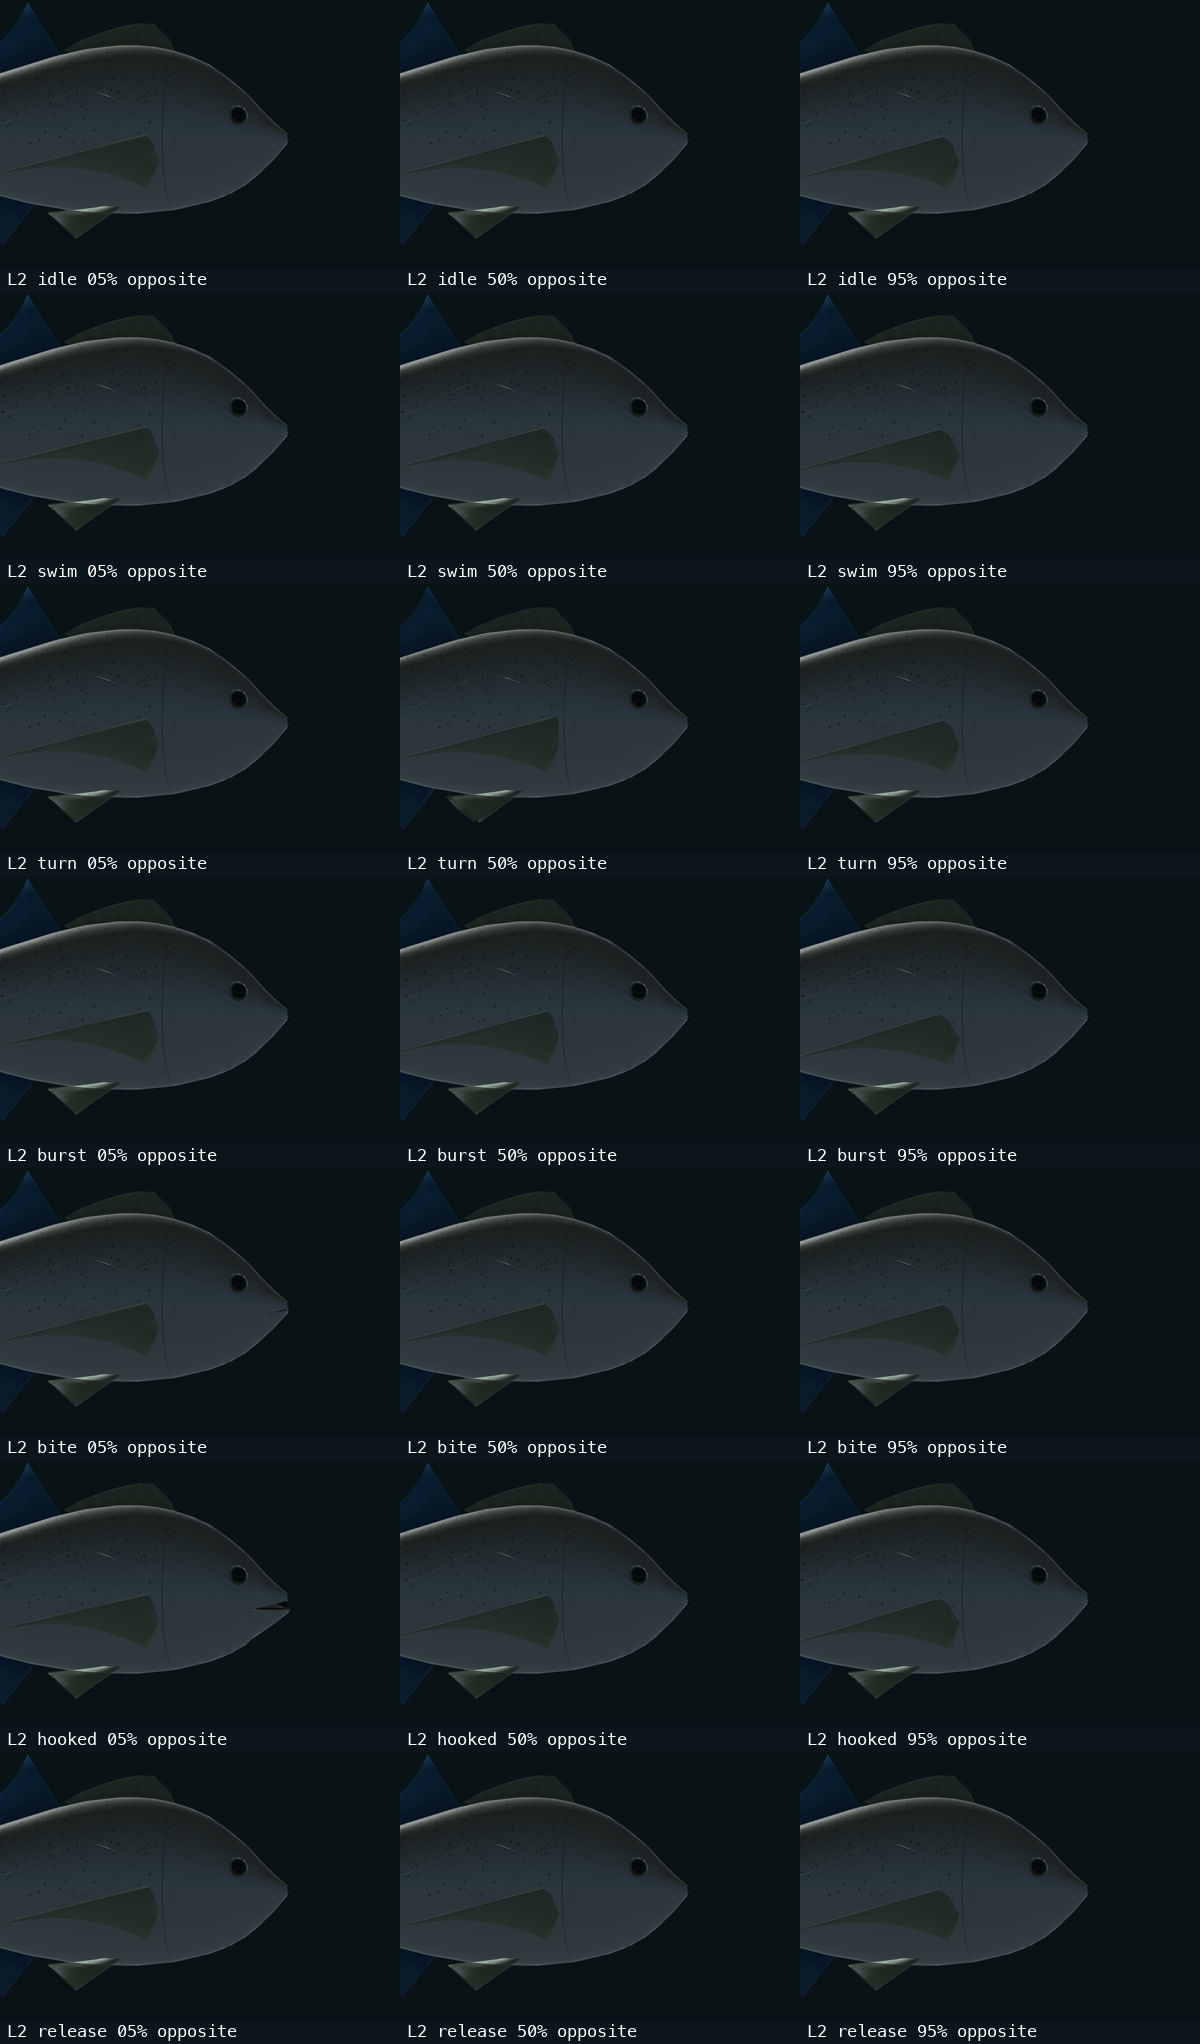 L2 idle 05% opposite
L2 idle 50% opposite
L2 idle 95% opposite
L2 swim 05% opposite
L2 swim 50% opposite
L2 swim 95% opposite
L2 turn 05% opposite
L2 turn 50% opposite
L2 turn 95% opposite
L2 burst 05% opposite
L2 burst 50% opposite
L2 burst 95% opposite
L2 bite 05% opposite
L2 bite 50% opposite
L2 bite 95% opposite
L2 hooked 05% opposite
L2 hooked 50% opposite
L2 hooked 95% opposite
L2 release 05% opposite
L2 release 50% opposite
L2 release 95% opposite